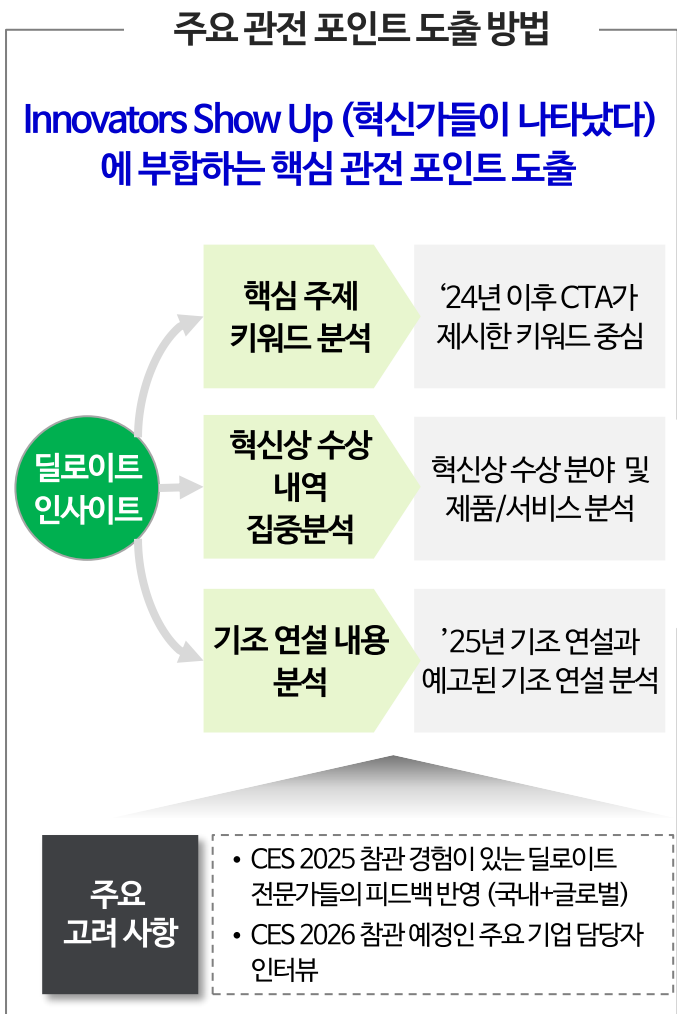 주요 관전 포인트 도출 방법
Innovators Show Up (혁신가들이 나타났다)
에 부합하는 핵심 관전 포인트 도출
딜로이트
인사이트
핵심 주제
키워드 분석
‘24년 이후 CTA가
제시한 키워드 중심
혁신상 수상
내역
집중분석
혁신상 수상 분야 및
제품/서비스 분석
기조 연설 내용
분석
’25년 기조 연설과
예고된 기조 연설 분석
주요
고려 사항
• CES 2025 참관 경험이 있는 딜로이트
전문가들의 피드백 반영 (국내+글로벌)
• CES 2026 참관 예정인 주요 기업 담당자
인터뷰